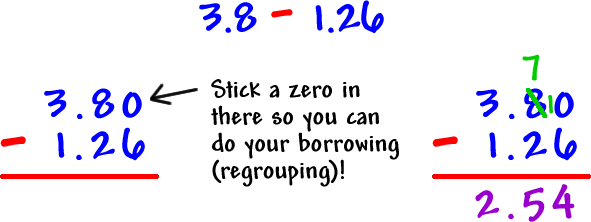 3.8 - 1.26
3.80
- 1.26
Stick a zero in
there so you can
do your borrowing
(regrouping)!
7
3.8 10
- 1.26
2.54